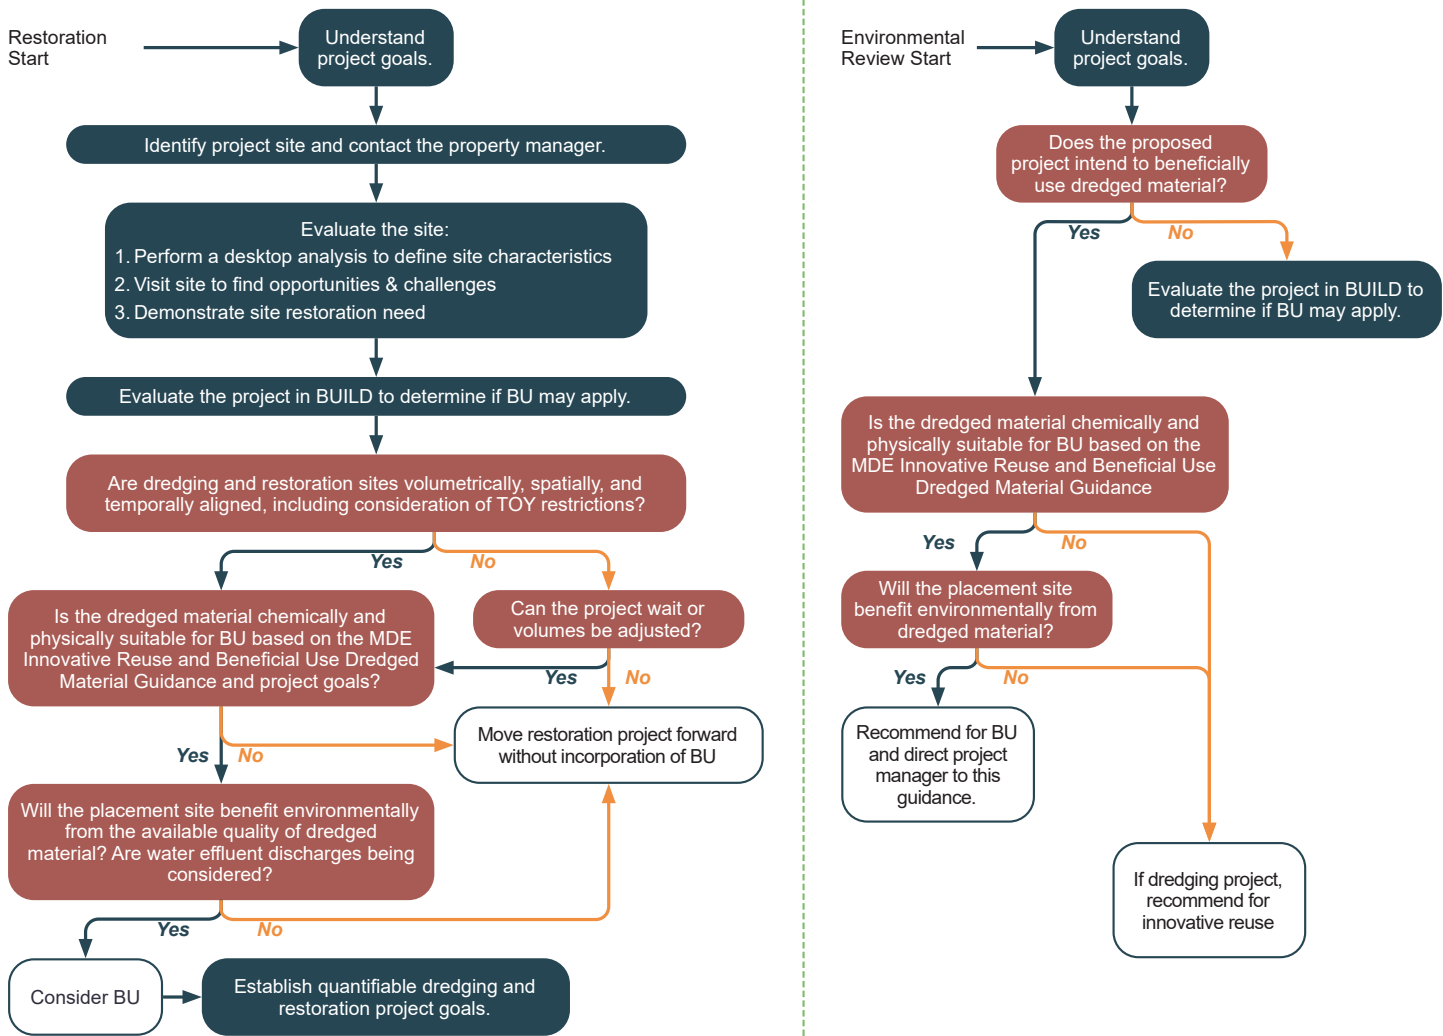 Restoration
Start
Understand
project goals.
Identify project site and contact the property manager.
Evaluate the site:
1. Perform a desktop analysis to define site characteristics
2. Visit site to find opportunities & challenges
3. Demonstrate site restoration need
Evaluate the project in BUILD to determine if BU may apply.
Are dredging and restoration sites volumetrically, spatially, and
temporally aligned, including consideration of TOY restrictions?
Yes
No
Is the dredged material chemically and
physically suitable for BU based on the MDE
Innovative Reuse and Beneficial Use Dredged
Material Guidance and project goals?
Can the project wait or
volumes be adjusted?
Yes
No
Move restoration project forward
without incorporation of BU
Yes
No
Will the placement site benefit environmentally
from the available quality of dredged
material? Are water effluent discharges being
considered?
Yes
No
Consider BU
Establish quantifiable dredging and
restoration project goals.
Environmental
Review Start
Understand
project goals.
Does the proposed
project intend to beneficially
use dredged material?
Yes
No
Evaluate the project in BUILD to
determine if BU may apply.
Is the dredged material chemically and
physically suitable for BU based on the
MDE Innovative Reuse and Beneficial Use
Dredged Material Guidance
Yes
No
Will the placement site
benefit environmentally from
dredged material?
Yes
No
Recommend for BU
and direct project
manager to this
guidance.
If dredging project,
recommend for
innovative reuse